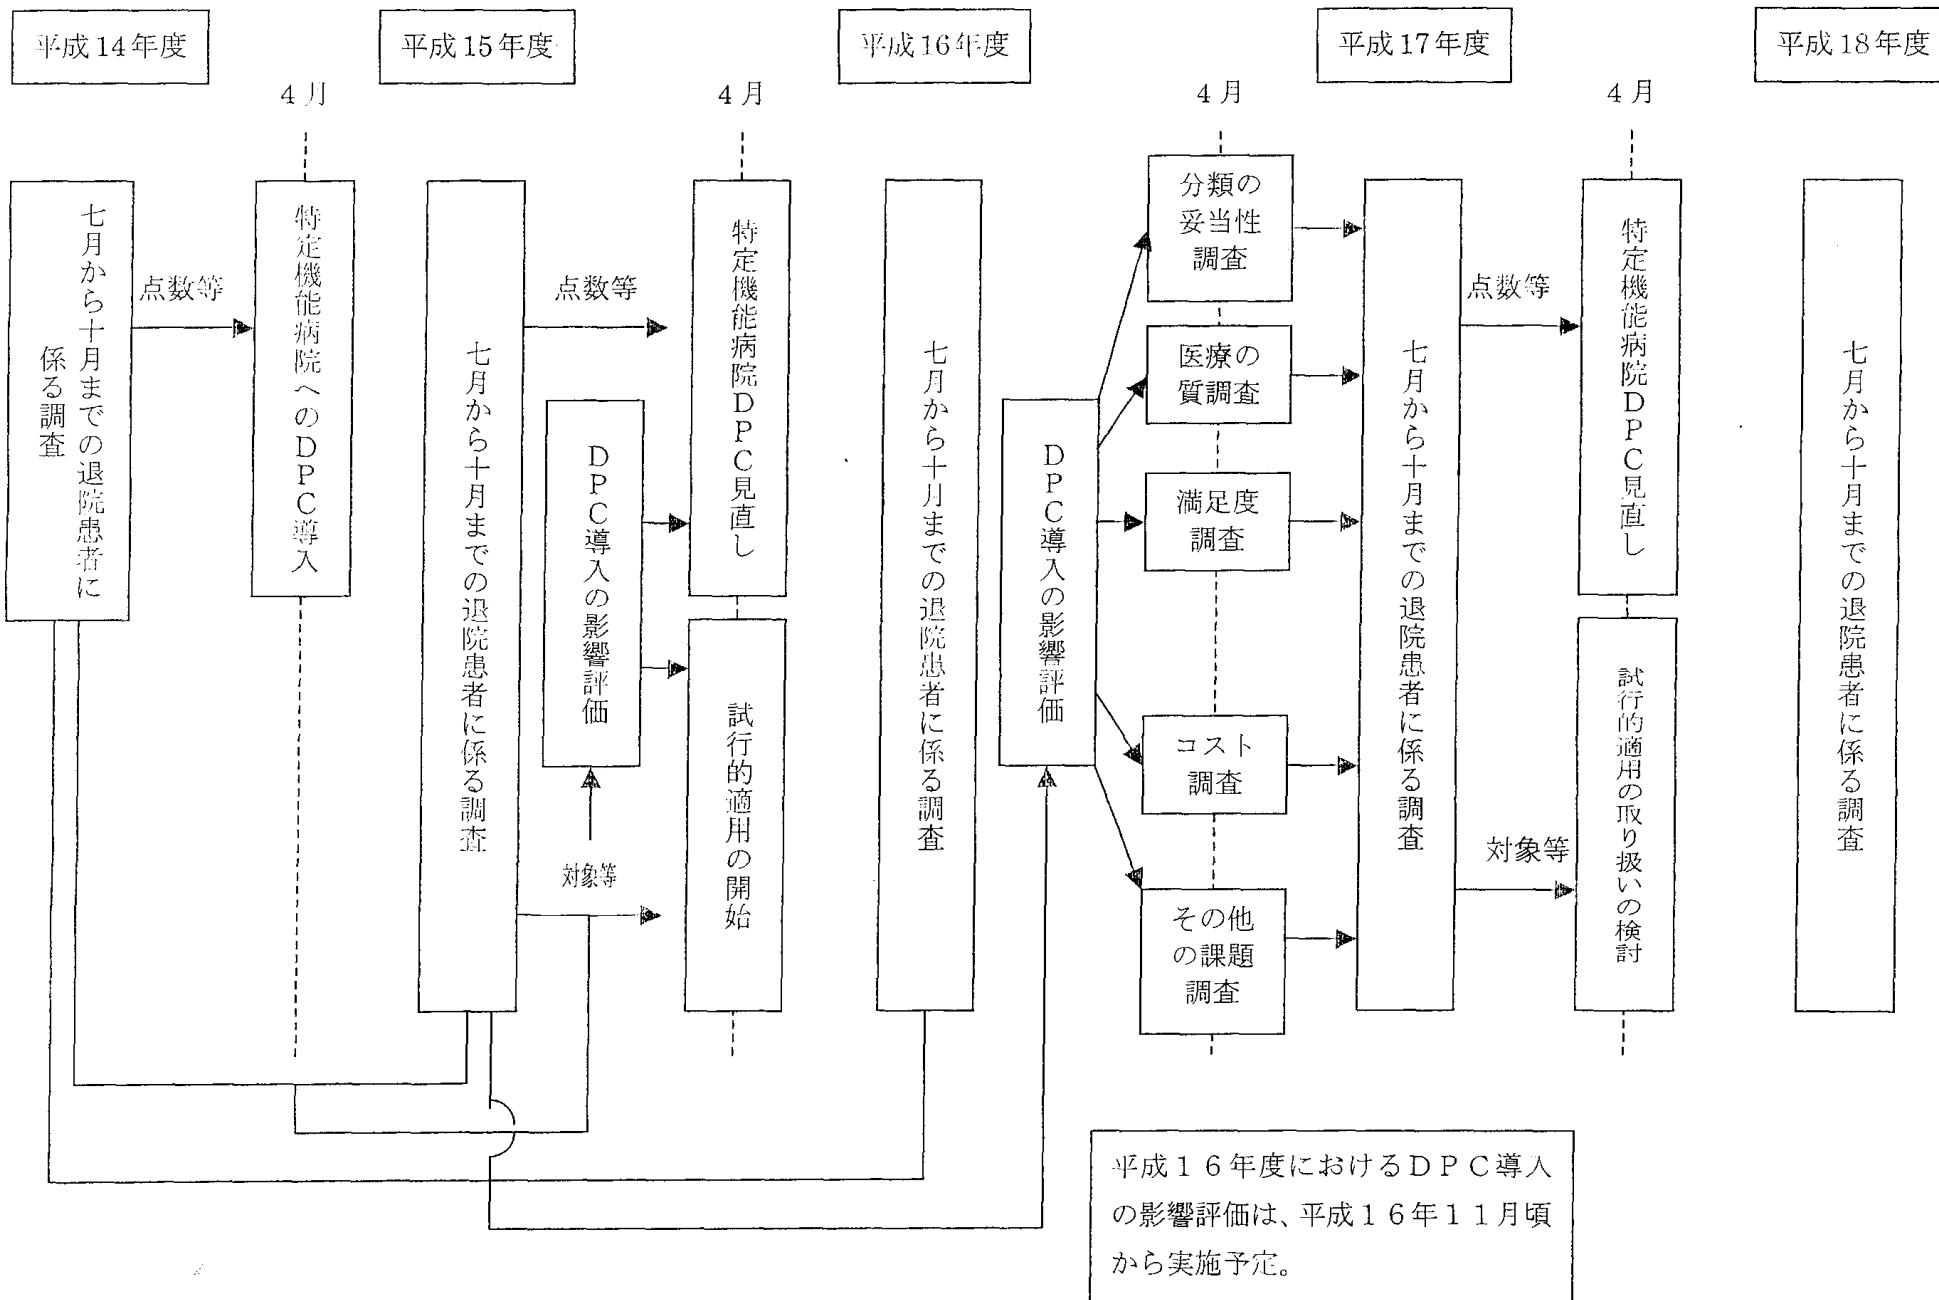 平成14年度
平成15年度
平成16年度
平成17年度
平成18年度
4月
4月
4月
4月
七月から十月までの退院患者に
係る調査
点数等
特定機能病院へのDPC導入
七月から十月までの退院患者に係る調査
点数等
DPC導入の影響評価
対象等
特定機能病院DPC見直し
試行的適用の開始
七月から十月までの退院患者に係る調査
DPC導入の影響評価
分類の
妥当性
調査
医療の
質調査
満足度
調査
コスト
調査
その他
の課題
調査
七月から十月までの退院患者に係る調査
点数等
対象等
特定機能病院DPC見直し
試行的適用の取り扱いの検討
七月から十月までの退院患者に係る調査
平成16年度におけるDPC導入
の影響評価は、平成16年11月頃
から実施予定。